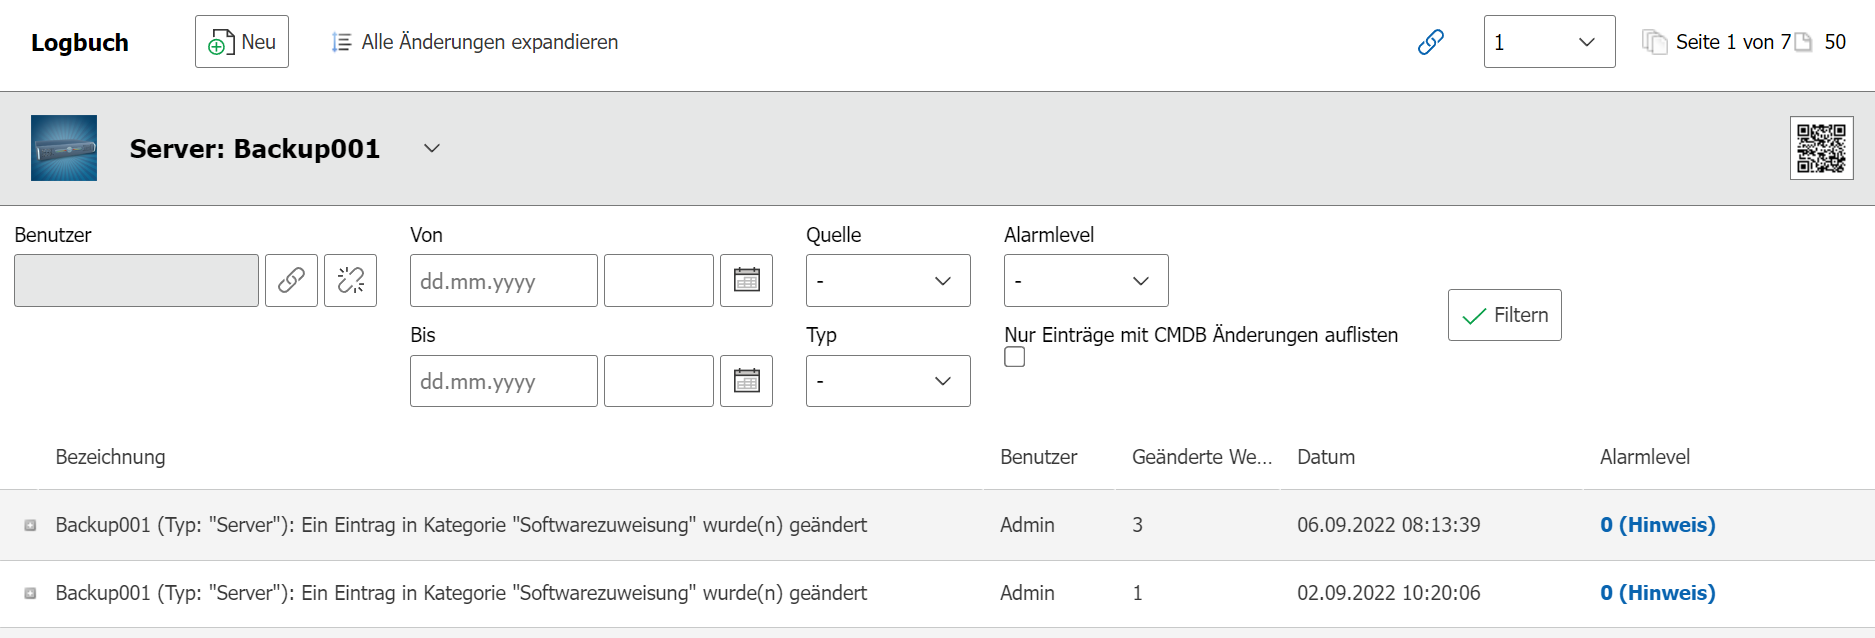 Logbuch Neu Alle Änderungen expandieren 1 Seite 1 von 7 50
Server: Backup001
Benutzer Von Quelle Alarmlevel
dd.mm.yyyy - -
Filtern
Bis Typ Nur Einträge mit CMDB Änderungen auflisten
dd.mm.yyyy -
Bezeichnung Benutzer Geänderte We... Datum Alarmlevel
Backup001 (Typ: "Server"): Ein Eintrag in Kategorie "Softwarezuweisung" wurde(n) geändert Admin 3 06.09.2022 08:13:39 0 (Hinweis)
Backup001 (Typ: "Server"): Ein Eintrag in Kategorie "Softwarezuweisung" wurde(n) geändert Admin 1 02.09.2022 10:20:06 0 (Hinweis)